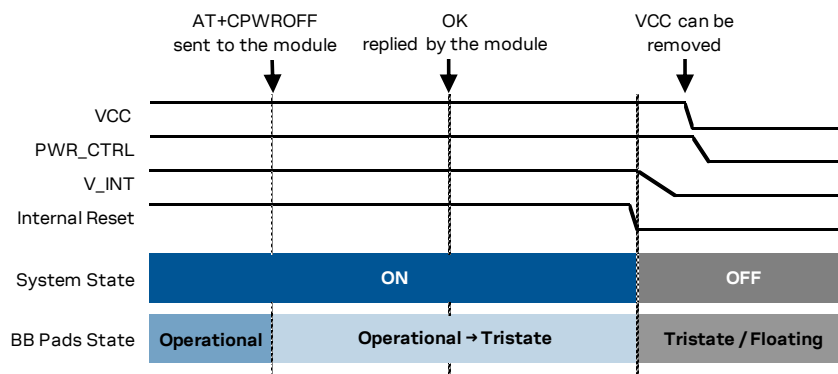 AT+CPWROFF
sent to the module
OK
replied by the module
VCC can be
removed
VCC
PWR_CTRL
V_INT
Internal Reset
System State
ON
OFF
BB Pads State
Operational
Operational → Tristate
Tristate / Floating